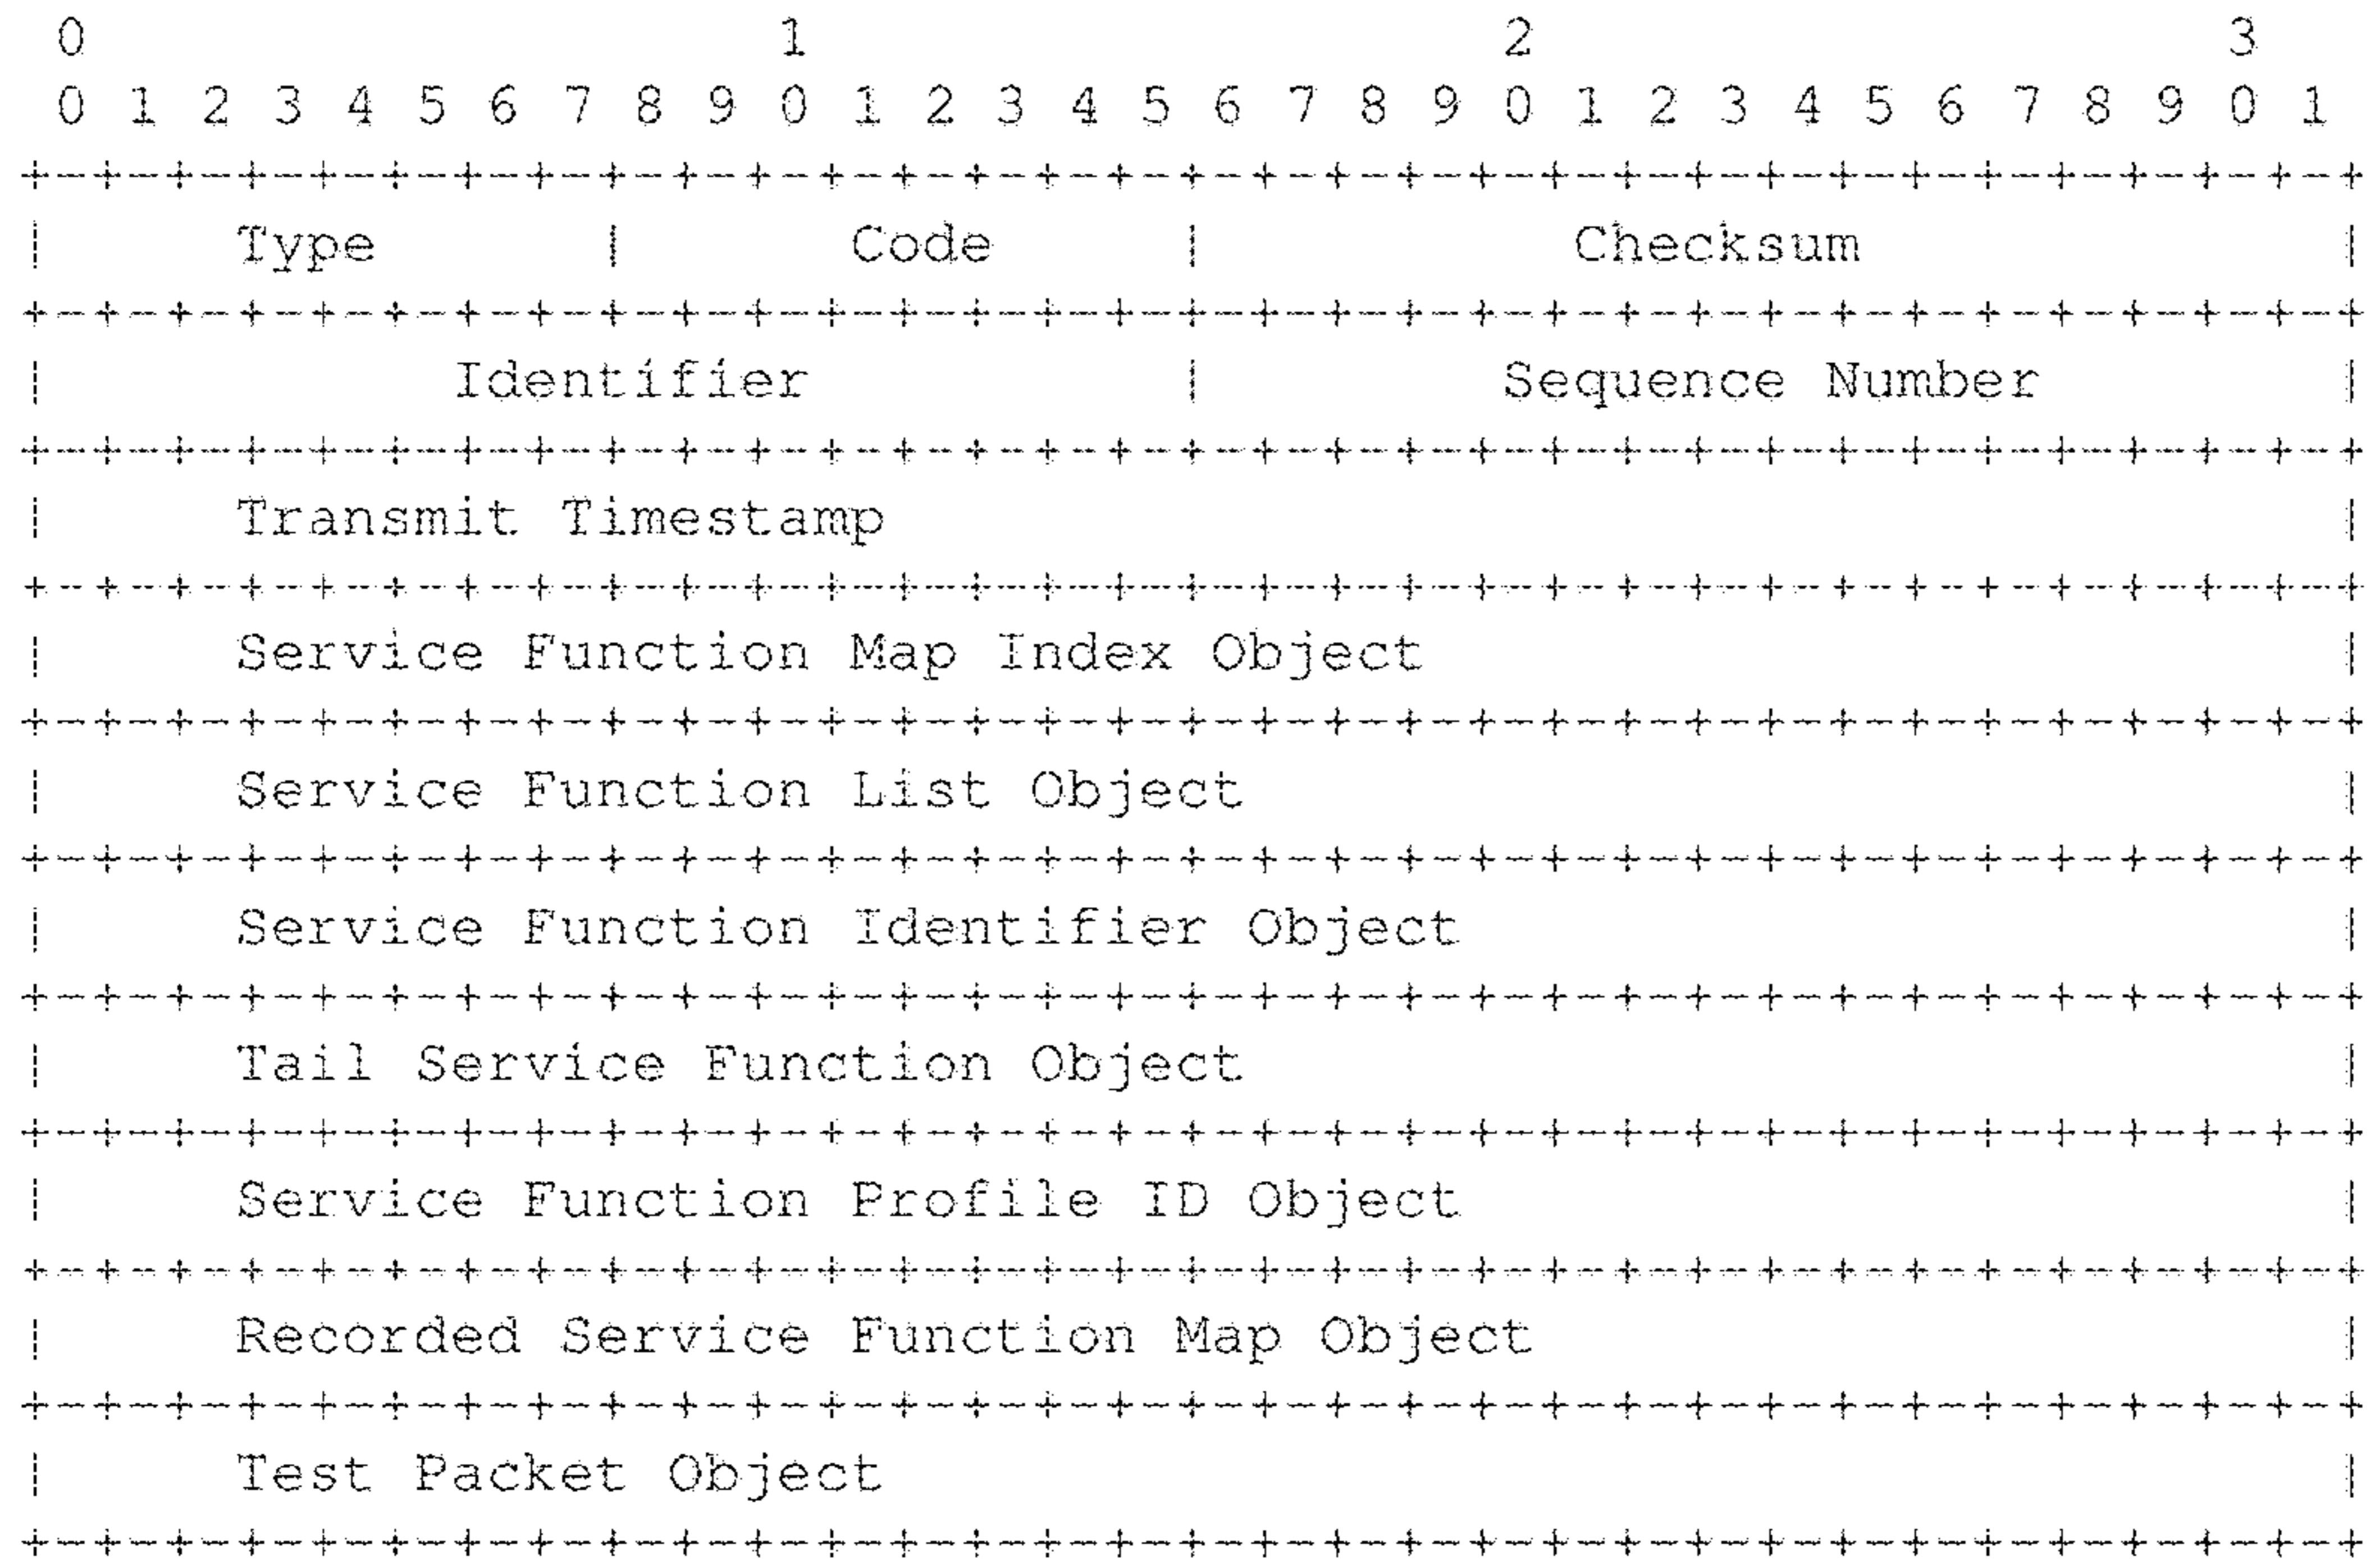 0                   1                   2                   3
 0 1 2 3 4 5 6 7 8 9 0 1 2 3 4 5 6 7 8 9 0 1 2 3 4 5 6 7 8 9 0 1
+-+-+-+-+-+-+-+-+-+-+-+-+-+-+-+-+-+-+-+-+-+-+-+-+-+-+-+-+-+-+-+-+
|     Type      |      Code     |          Checksum             |
+-+-+-+-+-+-+-+-+-+-+-+-+-+-+-+-+-+-+-+-+-+-+-+-+-+-+-+-+-+-+-+-+
|           Identifier          |        Sequence Number        |
+-+-+-+-+-+-+-+-+-+-+-+-+-+-+-+-+-+-+-+-+-+-+-+-+-+-+-+-+-+-+-+-+
|     Transmit Timestamp                                        |
+-+-+-+-+-+-+-+-+-+-+-+-+-+-+-+-+-+-+-+-+-+-+-+-+-+-+-+-+-+-+-+-+
|     Service Function Map Index Object                         |
+-+-+-+-+-+-+-+-+-+-+-+-+-+-+-+-+-+-+-+-+-+-+-+-+-+-+-+-+-+-+-+-+
|     Service Function List Object                              |
+-+-+-+-+-+-+-+-+-+-+-+-+-+-+-+-+-+-+-+-+-+-+-+-+-+-+-+-+-+-+-+-+
|     Service Function Identifier Object                        |
+-+-+-+-+-+-+-+-+-+-+-+-+-+-+-+-+-+-+-+-+-+-+-+-+-+-+-+-+-+-+-+-+
|     Tail Service Function Object                              |
+-+-+-+-+-+-+-+-+-+-+-+-+-+-+-+-+-+-+-+-+-+-+-+-+-+-+-+-+-+-+-+-+
|     Service Function Profile ID Object                        |
+-+-+-+-+-+-+-+-+-+-+-+-+-+-+-+-+-+-+-+-+-+-+-+-+-+-+-+-+-+-+-+-+
|     Recorded Service Function Map Object                      |
+-+-+-+-+-+-+-+-+-+-+-+-+-+-+-+-+-+-+-+-+-+-+-+-+-+-+-+-+-+-+-+-+
|     Test Packet Object                                        |
+-+-+-+-+-+-+-+-+-+-+-+-+-+-+-+-+-+-+-+-+-+-+-+-+-+-+-+-+-+-+-+-+